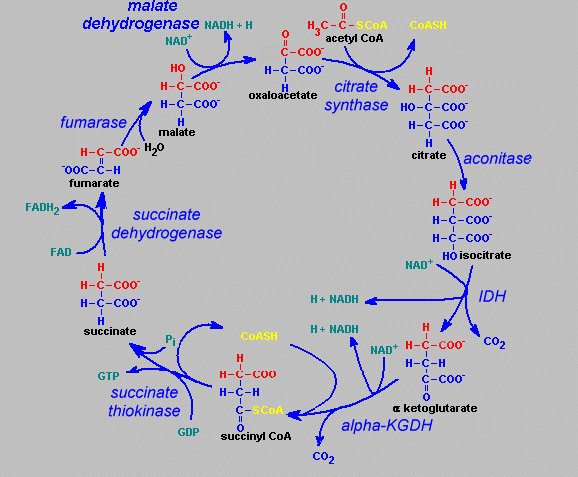 malate
dehydrogenase
NADH + H
NAD+
O
H3C-C-SCoA
acetyl CoA
CoASH
O
C-COO-
H-C-COO-
H
oxaloacetate
citrate
synthase
H
H-C-COO-
HO-C-COO-
H-C-COO-
H
citrate
aconitase
H
H-C-COO-
H-C-COO-
H-C-COO-
HO
isocitrate
NAD+
IDH
H + NADH
CO2
H
H-C-COO-
H-C-H
C-COO-
O
α ketoglutarate
NAD+
H + NADH
alpha-KGDH
CO2
CoASH
H
H-C-COO
H-C-H
C-SCoA
O
succinyl CoA
Pi
GTP
succinate
thiokinase
GDP
H
H-C-COO-
H-C-COO-
H
succinate
FADH2
succinate
dehydrogenase
FAD
H-C-COO-
-OOC-C-H
fumarate
fumarase
H2O
HO
H-C-COO-
H-C-COO-
H
malate